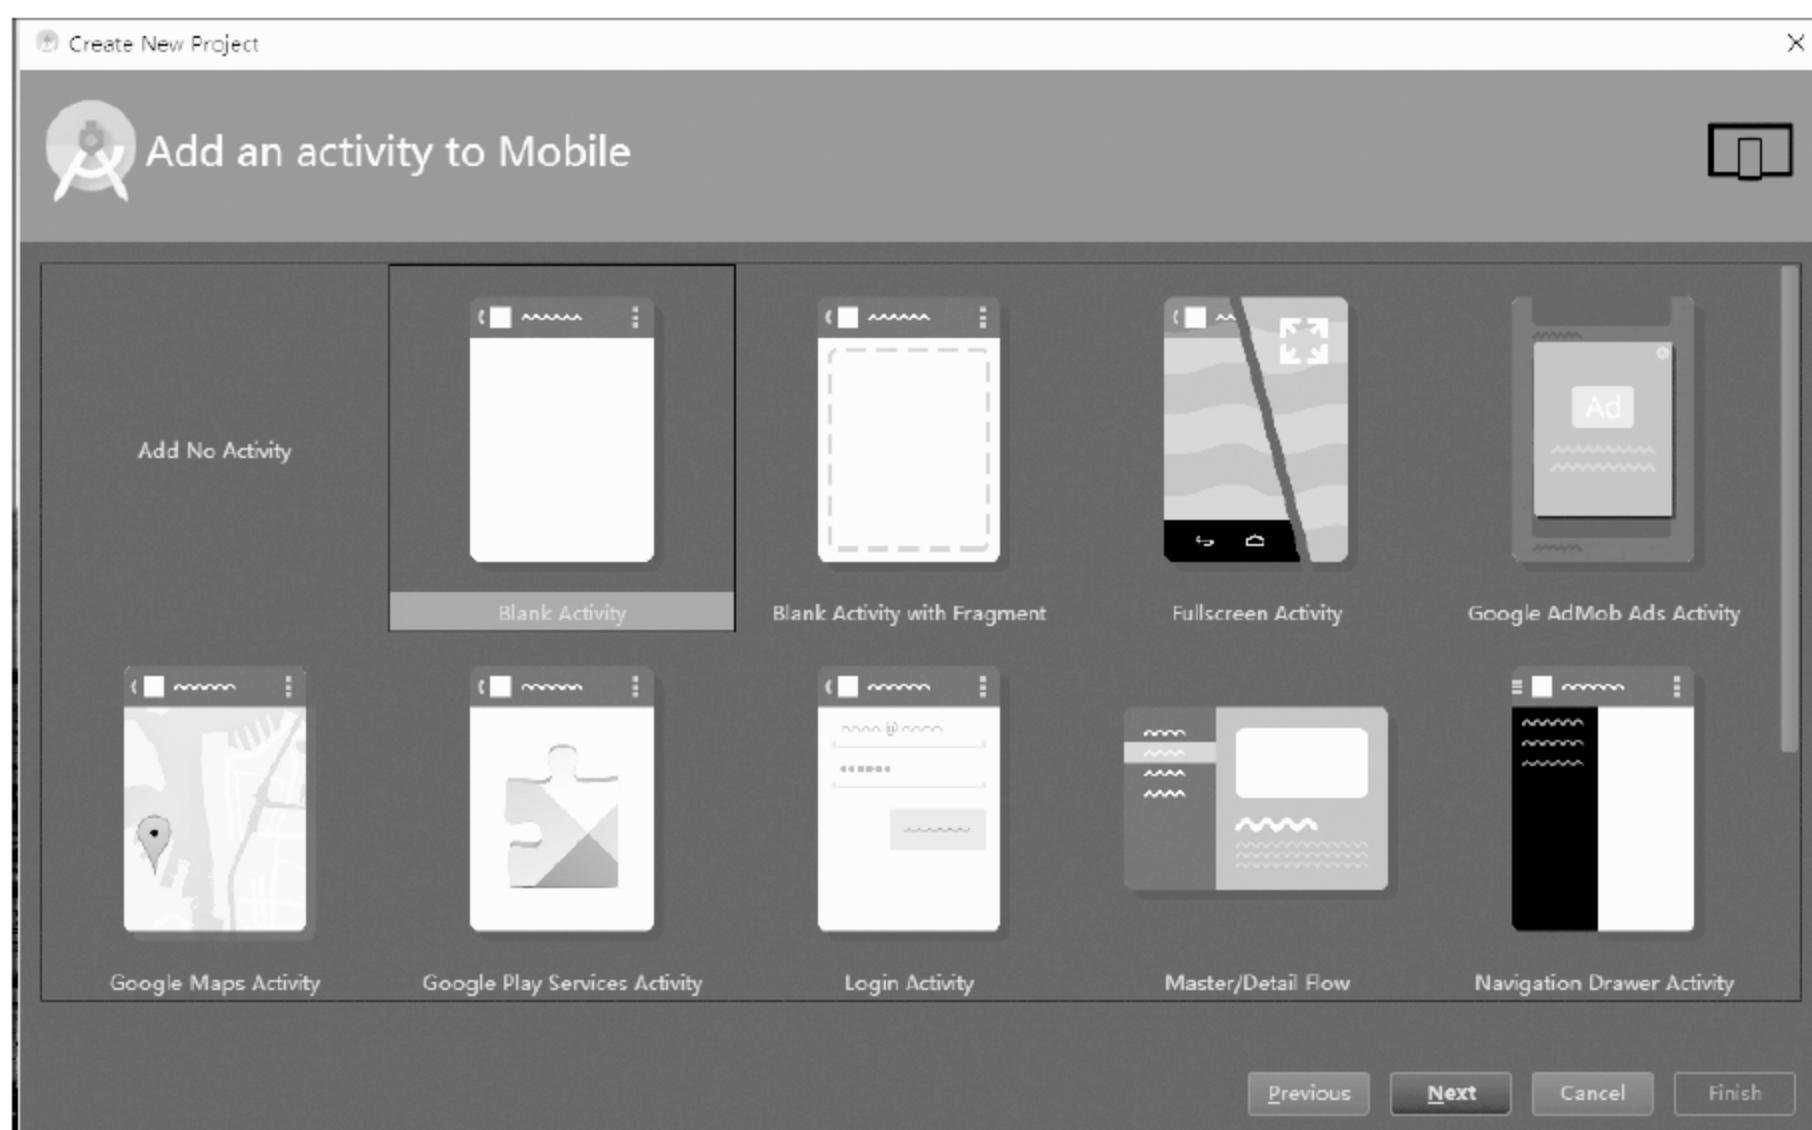 Create New Project
Add an activity to Mobile
Add No Activity
Blank Activity
Blank Activity with Fragment
Fullscreen Activity
Ad
Google AdMob Ads Activity
@
Google Maps Activity
Google Play Services Activity
Login Activity
Master/Detail Flow
Navigation Drawer Activity
Previous
Next
Cancel
Finish